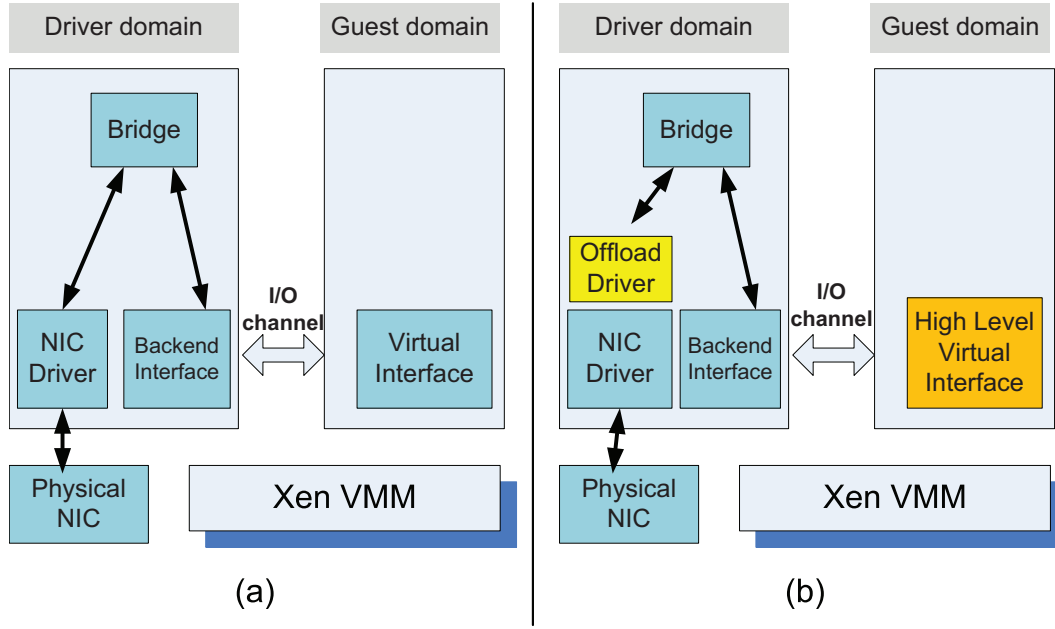 Driver domain
Guest domain
Bridge
I/O
channel
NIC
Driver
Backend
Interface
Virtual
Interface
Physical
NIC
Xen VMM
(a)
Driver domain
Guest domain
Bridge
Offload
Driver
I/O
channel
NIC
Driver
Backend
Interface
High Level
Virtual
Interface
Physical
NIC
Xen VMM
(b)